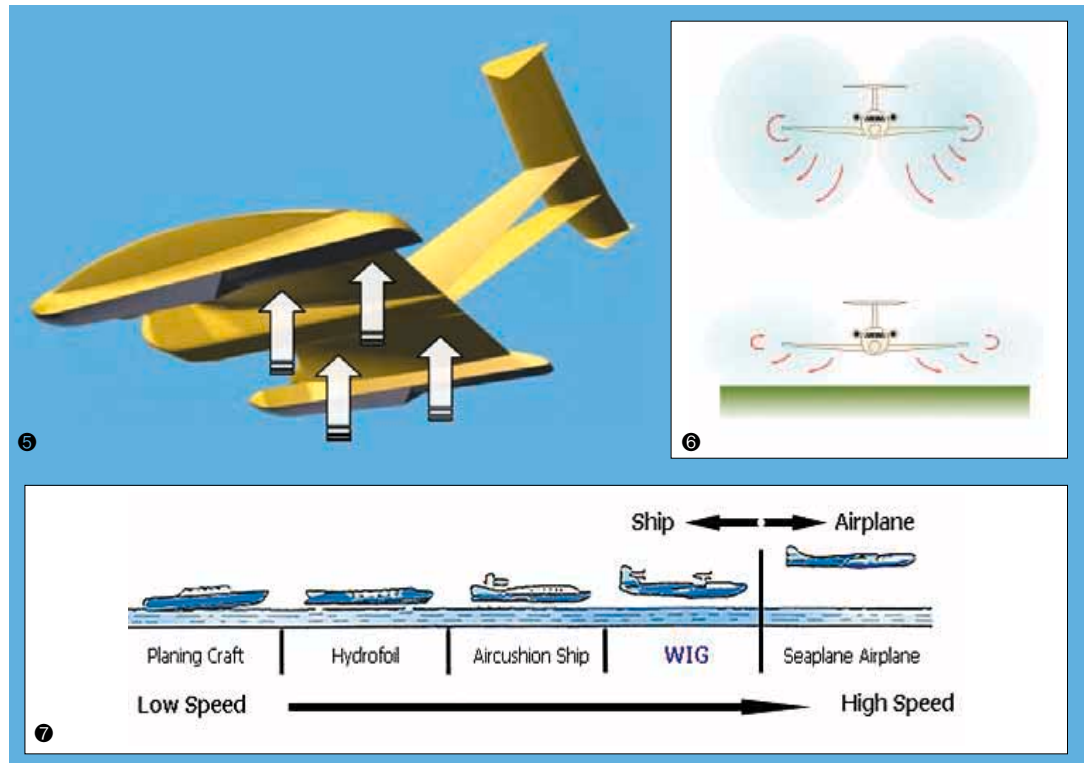 ❺
❻
Ship Airplane
Planing Craft Hydrofoil Aircushion Ship WIG Seaplane Airplane
Low Speed High Speed
❼